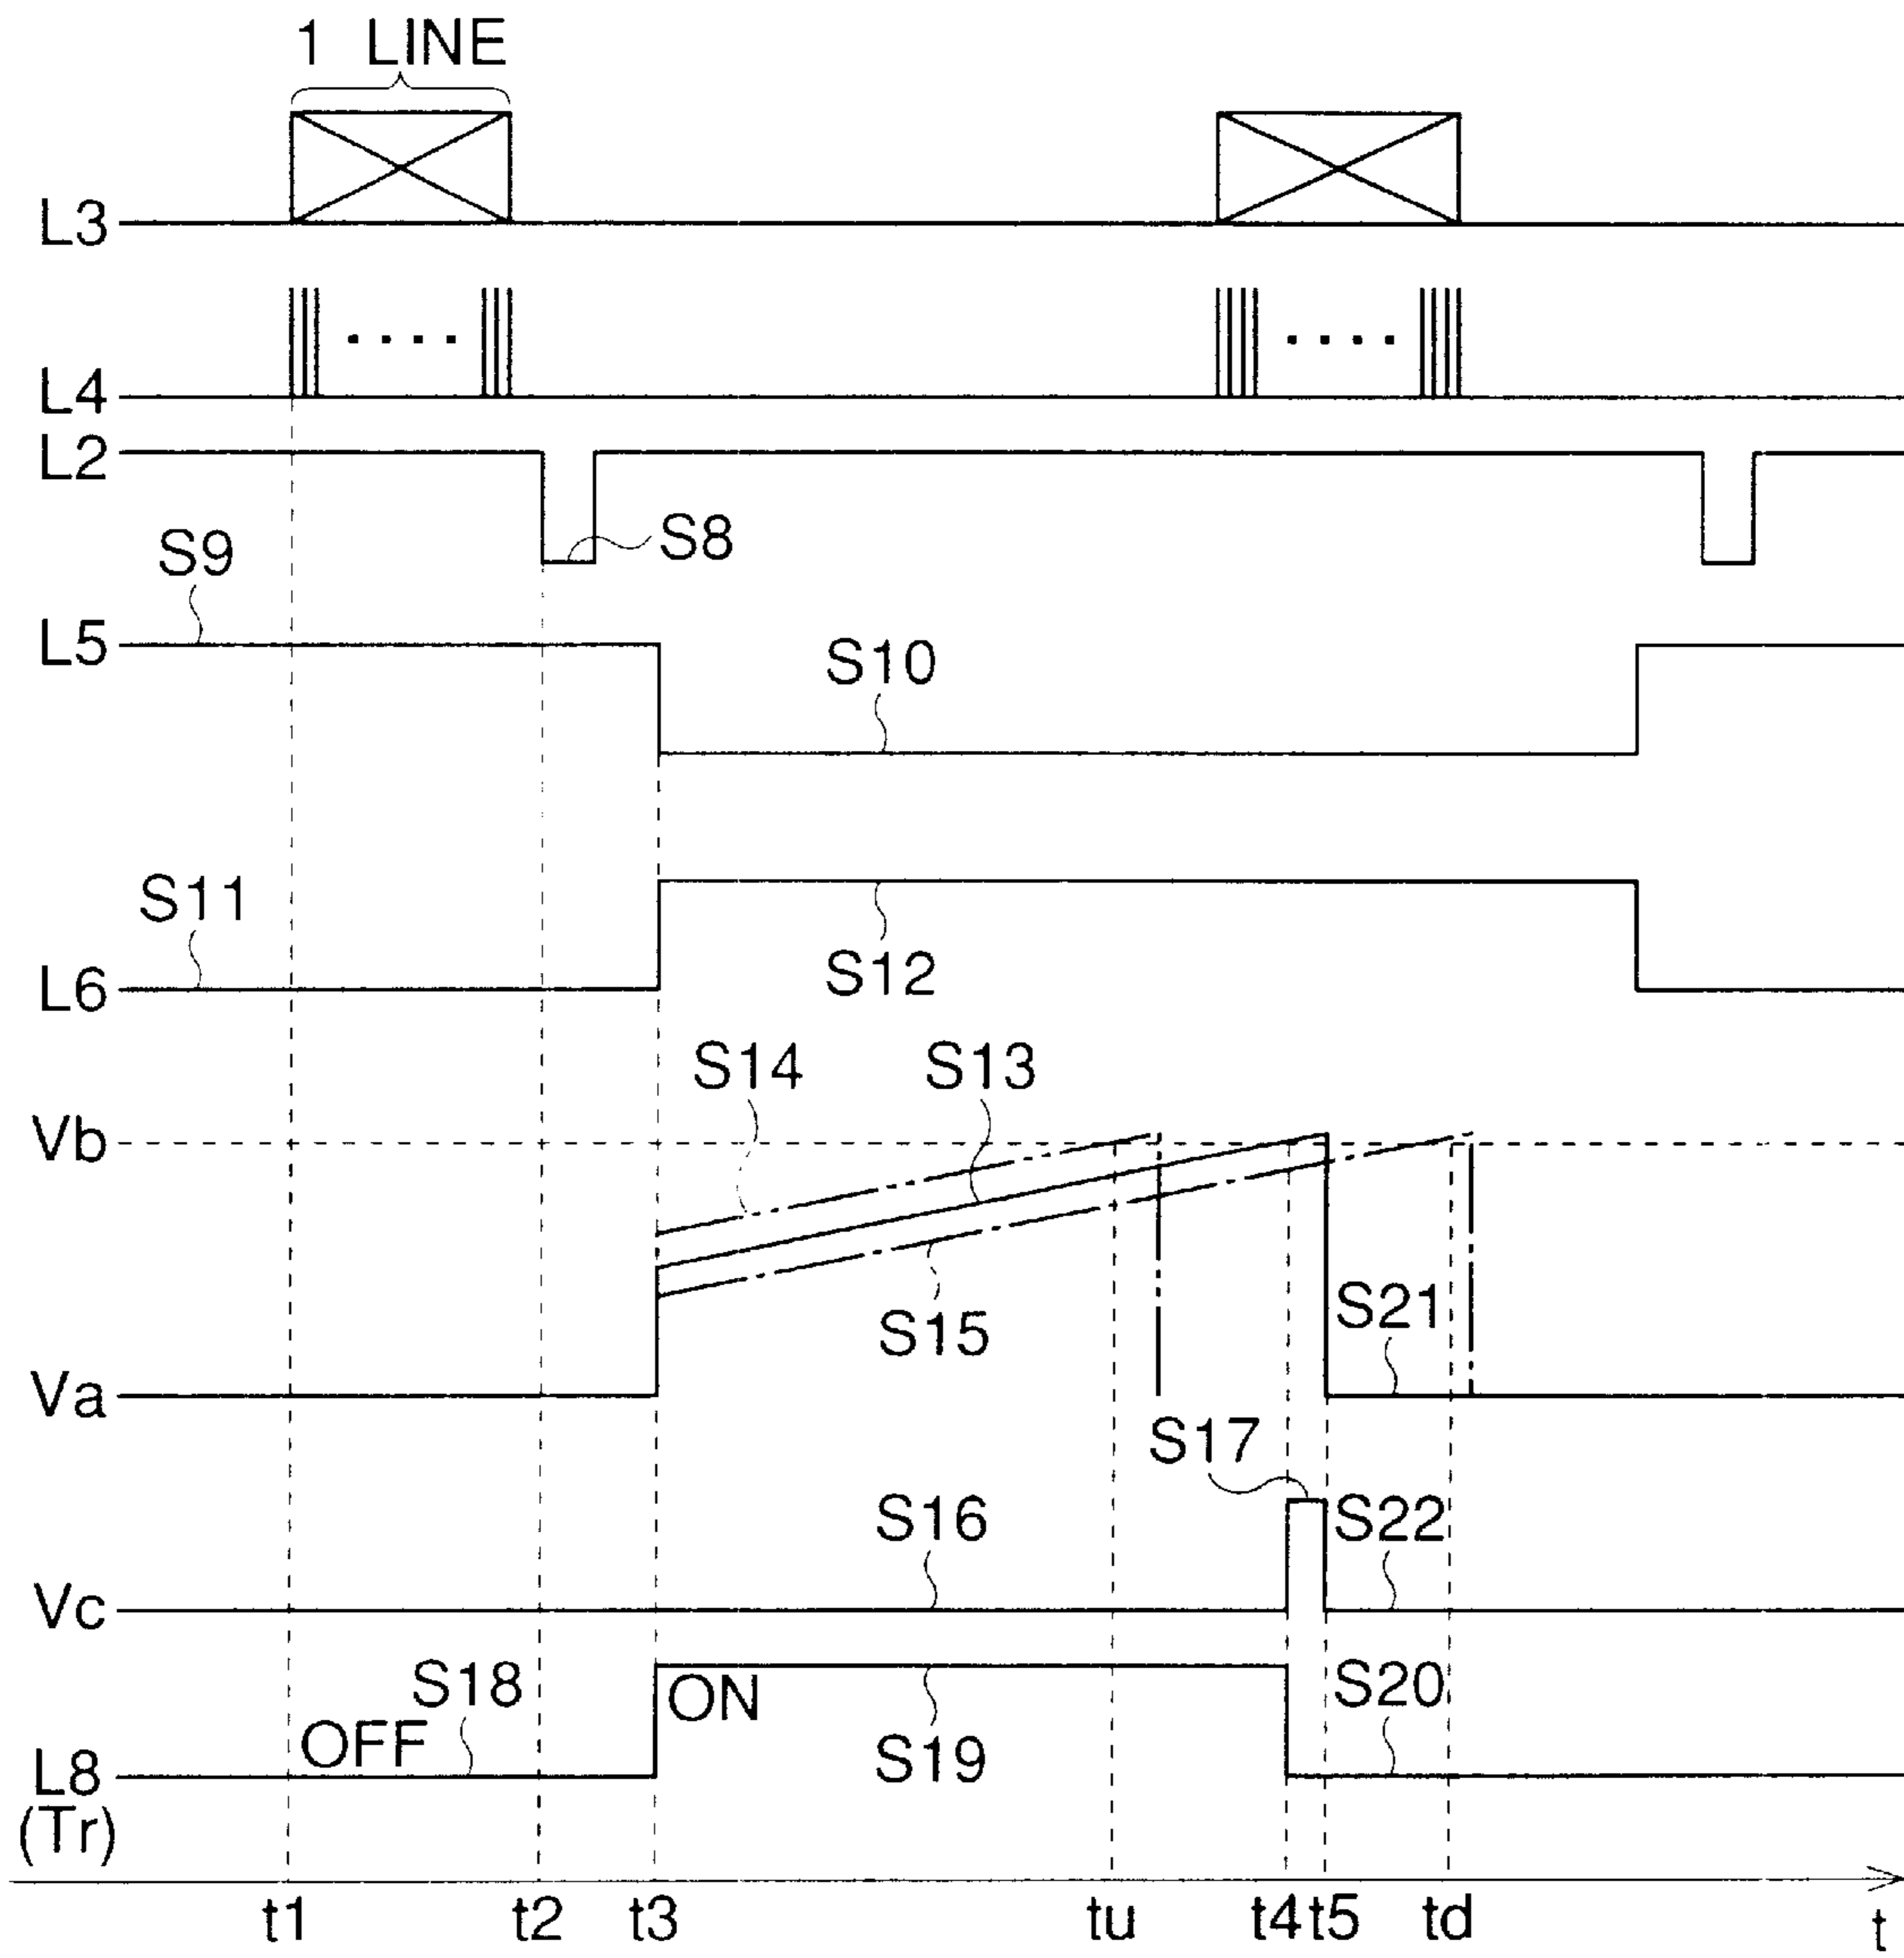 1 LINE
L3
L4
L2
S8
S9
L5
S10
S11
L6
S12
S14
S13
Vb
S15
S21
Va
S17
S16
S22
Vc
S18
ON
S20
OFF
S19
L8
(Tr)
t1 t2 t3 tu t4 t5 td t